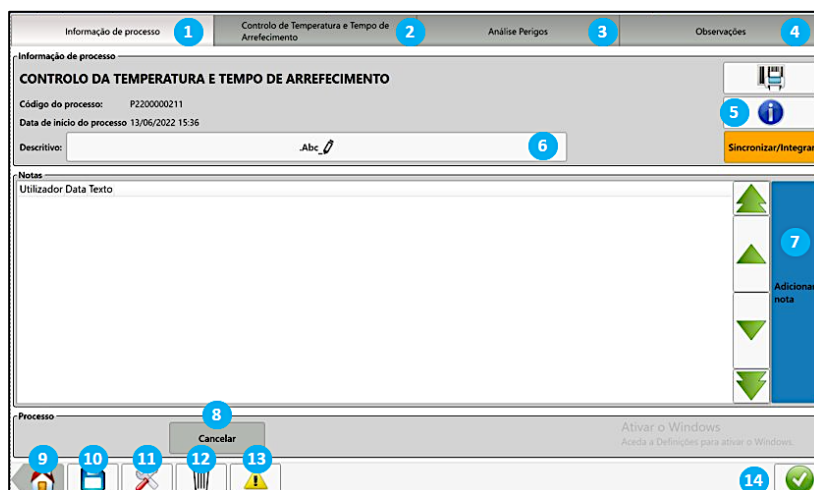 Informação de processo 1
Controlo de Temperatura e Tempo de
Arrefecimento 2
Análise Perigos 3
Observações 4
Informação de processo
CONTROLO DA TEMPERATURA E TEMPO DE ARREFECIMENTO
Código do processo: P2200000211
5
Data de início do processo 13/06/2022 15:36
Descritivo: .Abc_ 6
Sincronizar/Integrar
Notas
Utilizador Data Texto
7
Adicionar
nota
Processo
8
Cancelar
Ativar o Windows
Aceda a Definições para ativar o Windows.
9 10 11 12 13 14